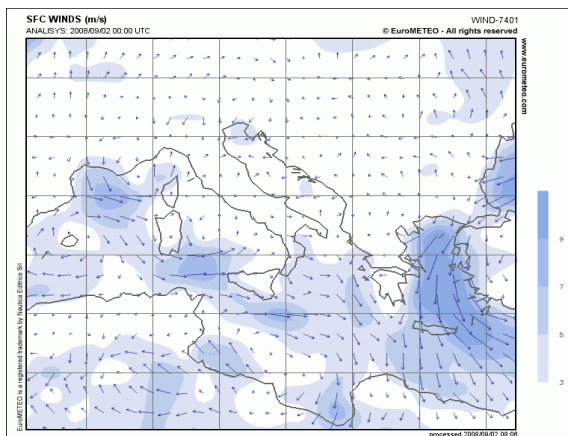 SFC WINDS (m/s)
WIND-7401
ANALISYS: 2008/09/02 00:00 UTC
© EuroMETEO - All rights reserved
www.eurometeo.com
9
7
5
3
EuroMETEO is a registered trademark by Nautica Editrice Srl
processed 2008/09/02 08:06